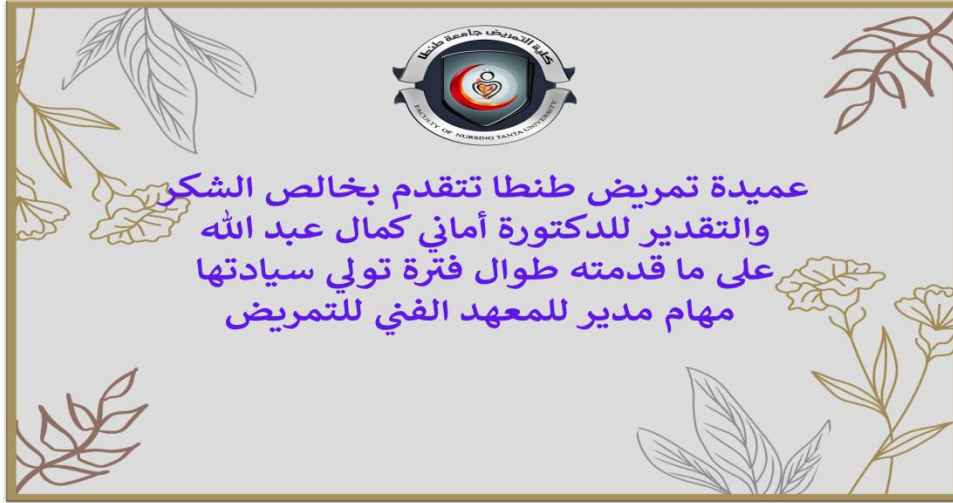 كلية التمريض جامعة طنطا
FACULTY OF NURSING TANTA UNIVERSITY
عميدة تمريض طنطا تتقدم بخالص الشكر
والتقدير للدكتورة أماني كمال عبد الله
على ما قدمته طوال فترة تولي سيادتها
مهام مدير للمعهد الفني للتمريض